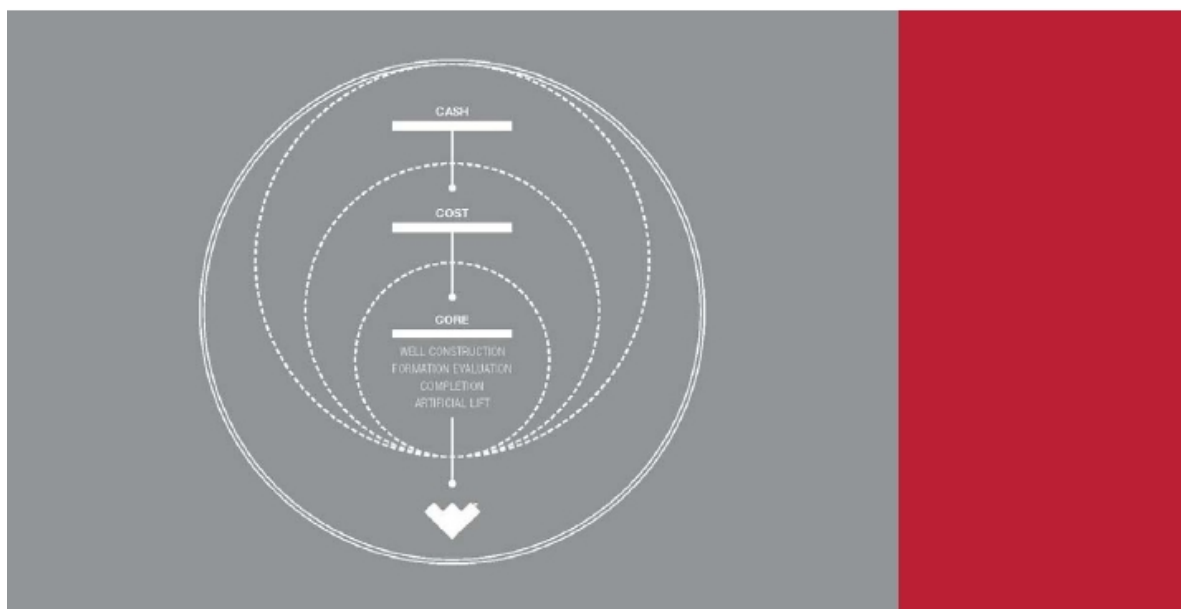 CASH
COST
CORE
WELL CONSTRUCTION
FORMATION EVALUATION
COMPLETION
ARTIFICIAL LIFT